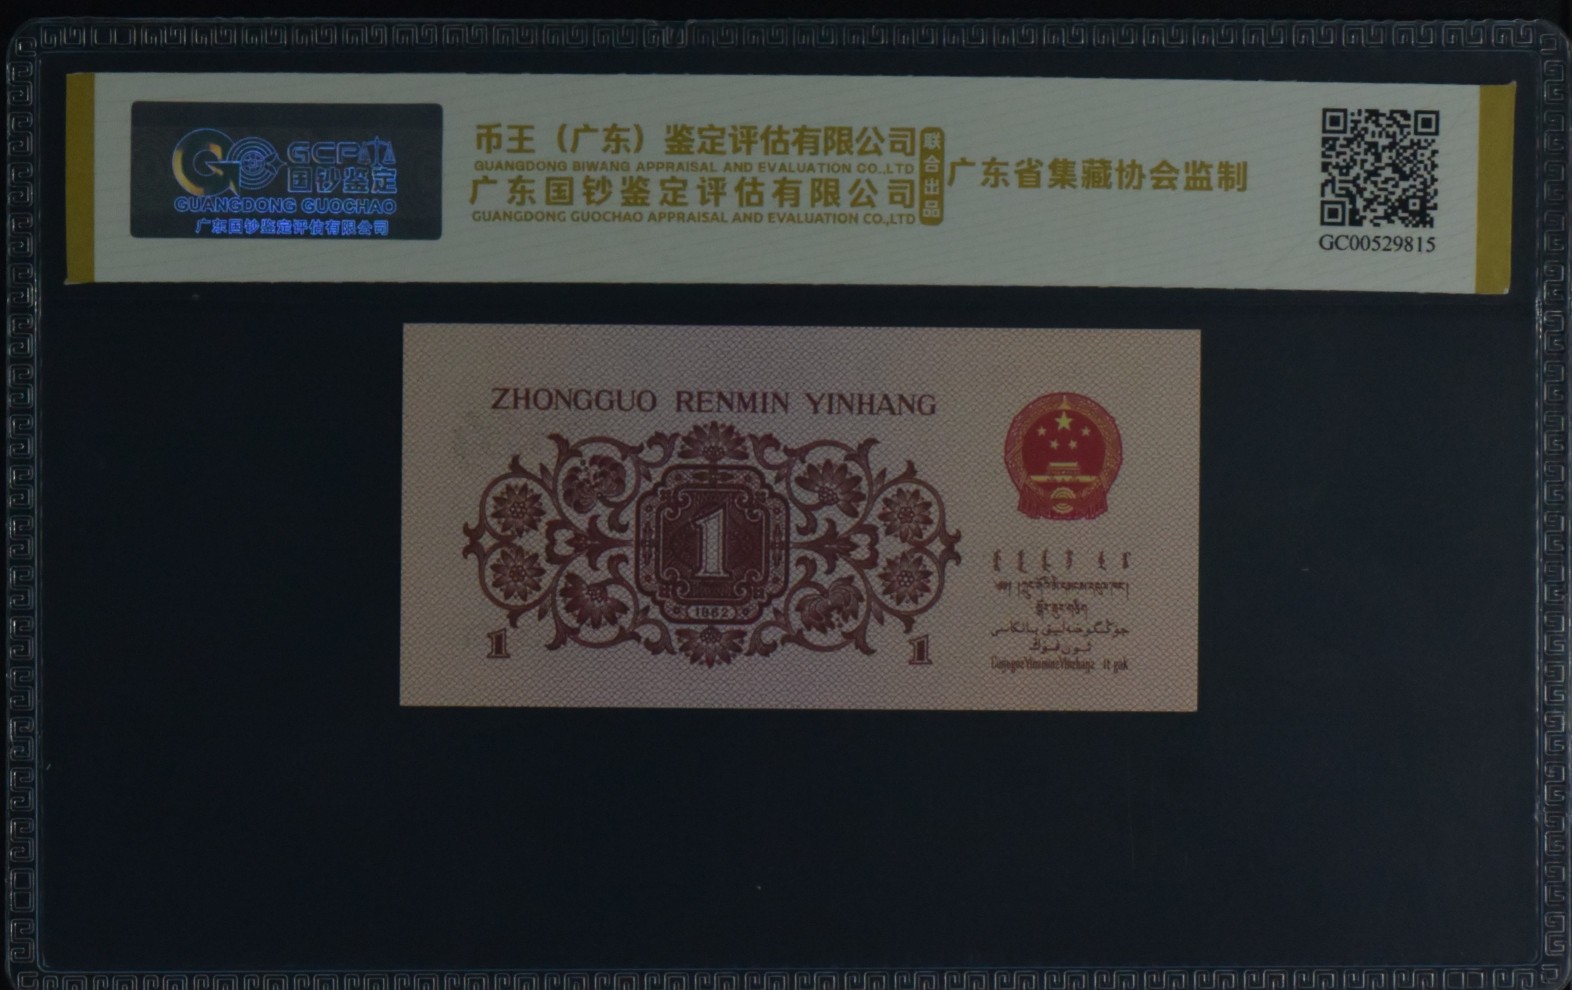 GCP
国钞鉴定
GUANGDONG GUOCHAO
广东国钞鉴定评估有限公司
币王（广东）鉴定评估有限公司
GUANGDONG BIWANG APPRAISAL AND EVALUATION CO.,LTD
广东国钞鉴定评估有限公司
GUANGDONG GUOCHAO APPRAISAL AND EVALUATION CO.,LTD
联合出品
广东省集藏协会监制
GC00529815
ZHONGGUO RENMIN YINHANG
1
1962
1
1